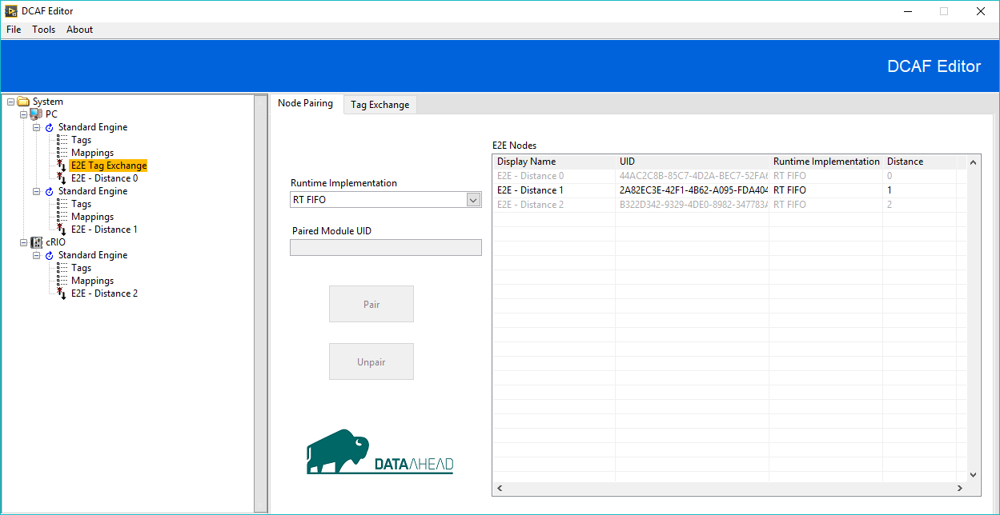 DCAF Editor
File Tools About
DCAF Editor
System
PC
Standard Engine
Tags
Mappings
E2E Tag Exchange
E2E - Distance 0
Standard Engine
Tags
Mappings
E2E - Distance 1
cRIO
Standard Engine
Tags
Mappings
E2E - Distance 2
Node Pairing Tag Exchange
Runtime Implementation
RT FIFO
Paired Module UID
Pair
Unpair
DATAAHEAD
E2E Nodes
Display Name UID Runtime Implementation Distance
E2E - Distance 0 44AC2C8B-85C7-4D2A-BEC7-52FA6 RT FIFO 0
E2E - Distance 1 2A82EC3E-42F1-4B62-A095-FDA404 RT FIFO 1
E2E - Distance 2 B322D342-9329-4DE0-8982-347783A RT FIFO 2